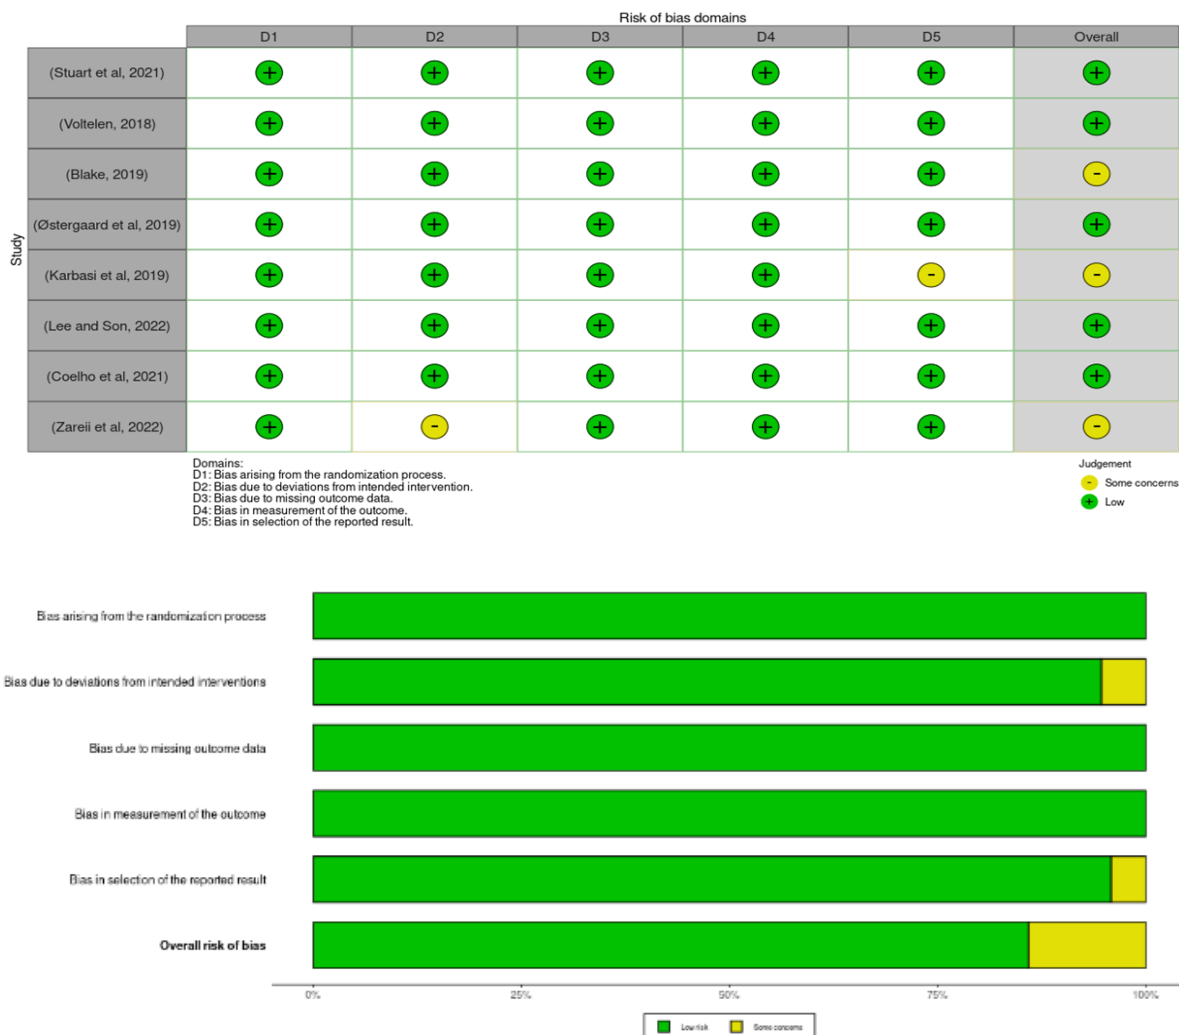 Risk of bias domains
D1 D2 D3 D4 D5 Overall
Study
(Stuart et al, 2021) + + + + + +
(Voltelen, 2018) + + + + + +
(Blake, 2019) + + + + + -
(Østergaard et al, 2019) + + + + + +
(Karbasi et al, 2019) + + + + - -
(Lee and Son, 2022) + + + + + +
(Coelho et al, 2021) + + + + + +
(Zareii et al, 2022) + - + + + -
Domains:
D1: Bias arising from the randomization process.
D2: Bias due to deviations from intended intervention.
D3: Bias due to missing outcome data.
D4: Bias in measurement of the outcome.
D5: Bias in selection of the reported result.
Judgement
- Some concerns
+ Low
Bias arising from the randomization process
Bias due to deviations from intended interventions
Bias due to missing outcome data
Bias in measurement of the outcome
Bias in selection of the reported result
Overall risk of bias
0% 25% 50% 75% 100%
Low risk Some concerns